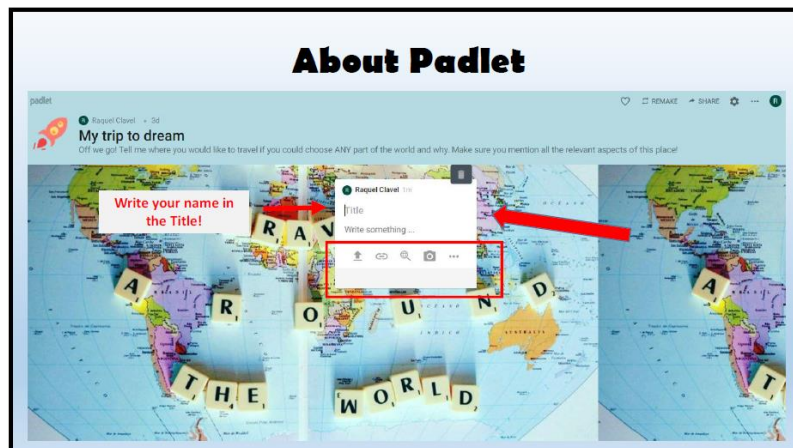 About Padlet
padlet
REMAKE SHARE R
R Raquel Clavel 3d
My trip to dream
Off we go! Tell me where you would like to travel if you could choose ANY part of the world and why. Make sure you mention all the relevant aspects of this place!
R Raquel Clavel 1m
Write your name in
the Title!
Title
Write something ...
R A V
A R O U N D
AUSTRALIA
THE WORLD
A
T